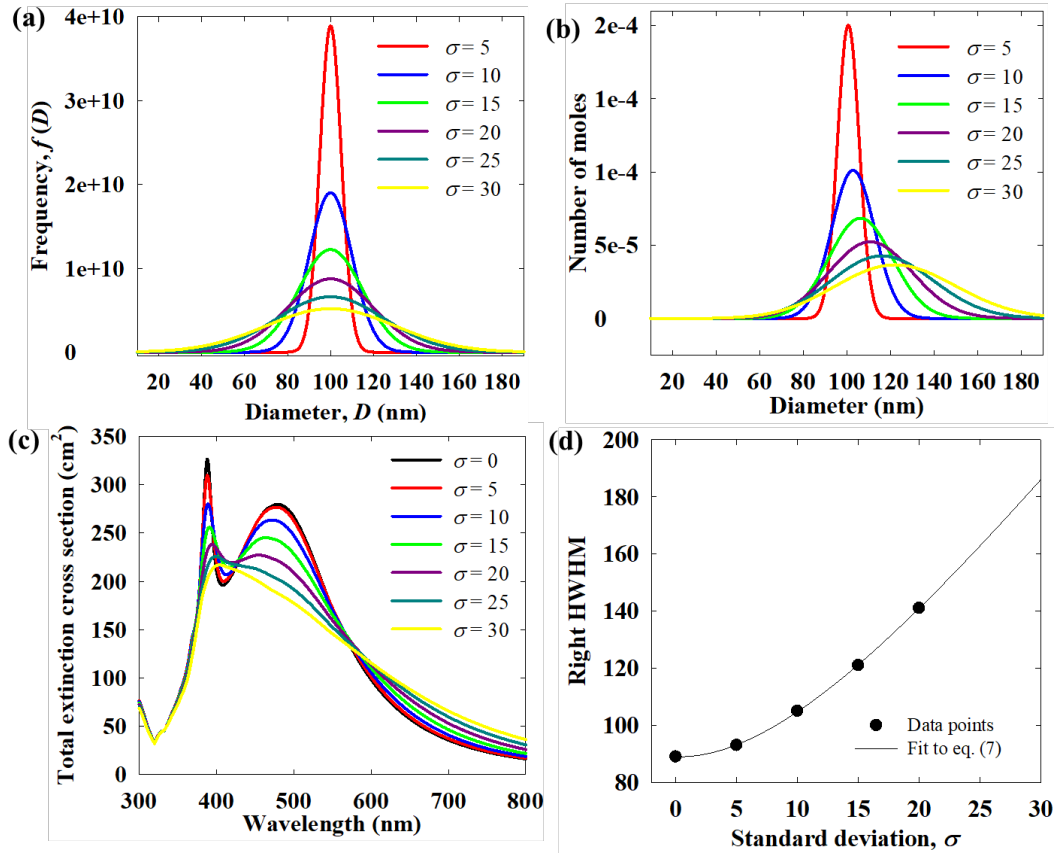 (a)
Frequency, f (D)
4e+10
3e+10
2e+10
1e+10
0
σ = 5
σ = 10
σ = 15
σ = 20
σ = 25
σ = 30
20 40 60 80 100 120 140 160 180
Diameter, D (nm)
(b)
Number of moles
2e-4
1e-4
5e-5
0
σ = 5
σ = 10
σ = 15
σ = 20
σ = 25
σ = 30
20 40 60 80 100 120 140 160 180
Diameter (nm)
(c)
Total extinction cross section (cm²)
350
300
250
200
150
100
50
0
σ = 0
σ = 5
σ = 10
σ = 15
σ = 20
σ = 25
σ = 30
300 400 500 600 700 800
Wavelength (nm)
(d)
Right HWHM
200
180
160
140
120
100
80
Data points
Fit to eq. (7)
0 5 10 15 20 25 30
Standard deviation, σ